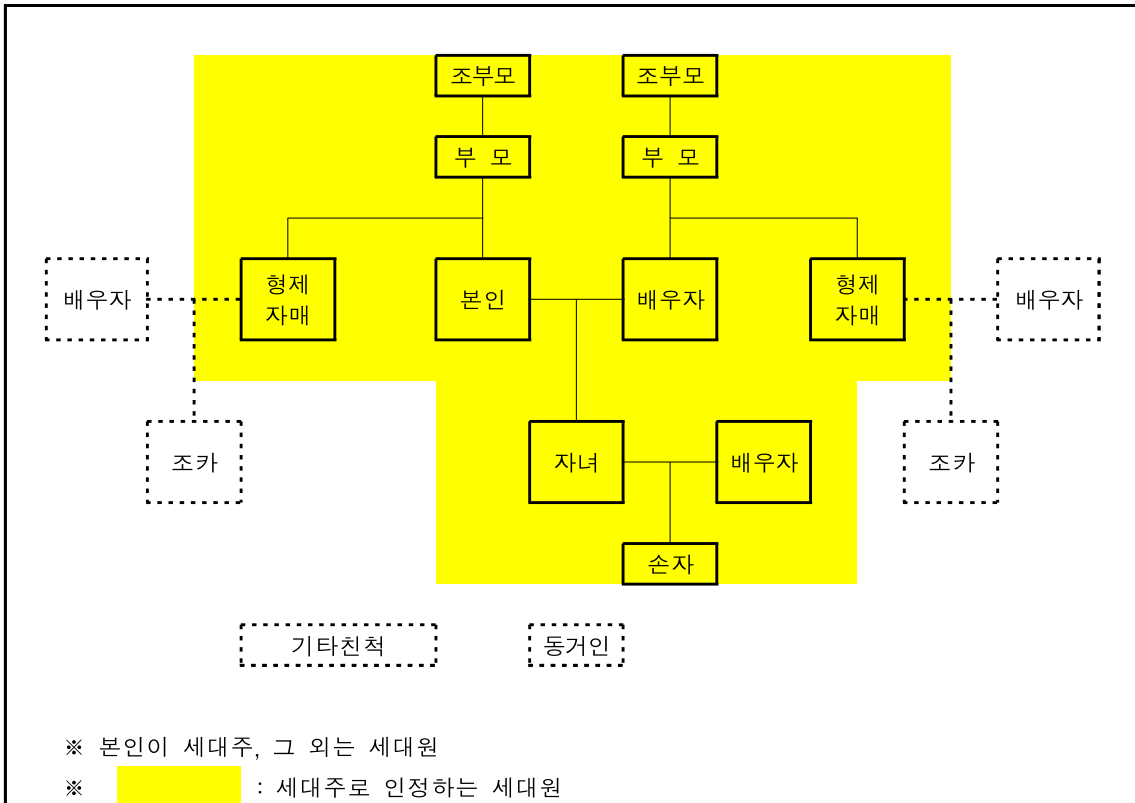 조부모 조부모
부 모 부 모
배우자 형제 자매 본인 배우자 형제 자매 배우자
조카 자녀 배우자 조카
손자
기타친척 동거인
※ 본인이 세대주, 그 외는 세대원
※ : 세대주로 인정하는 세대원